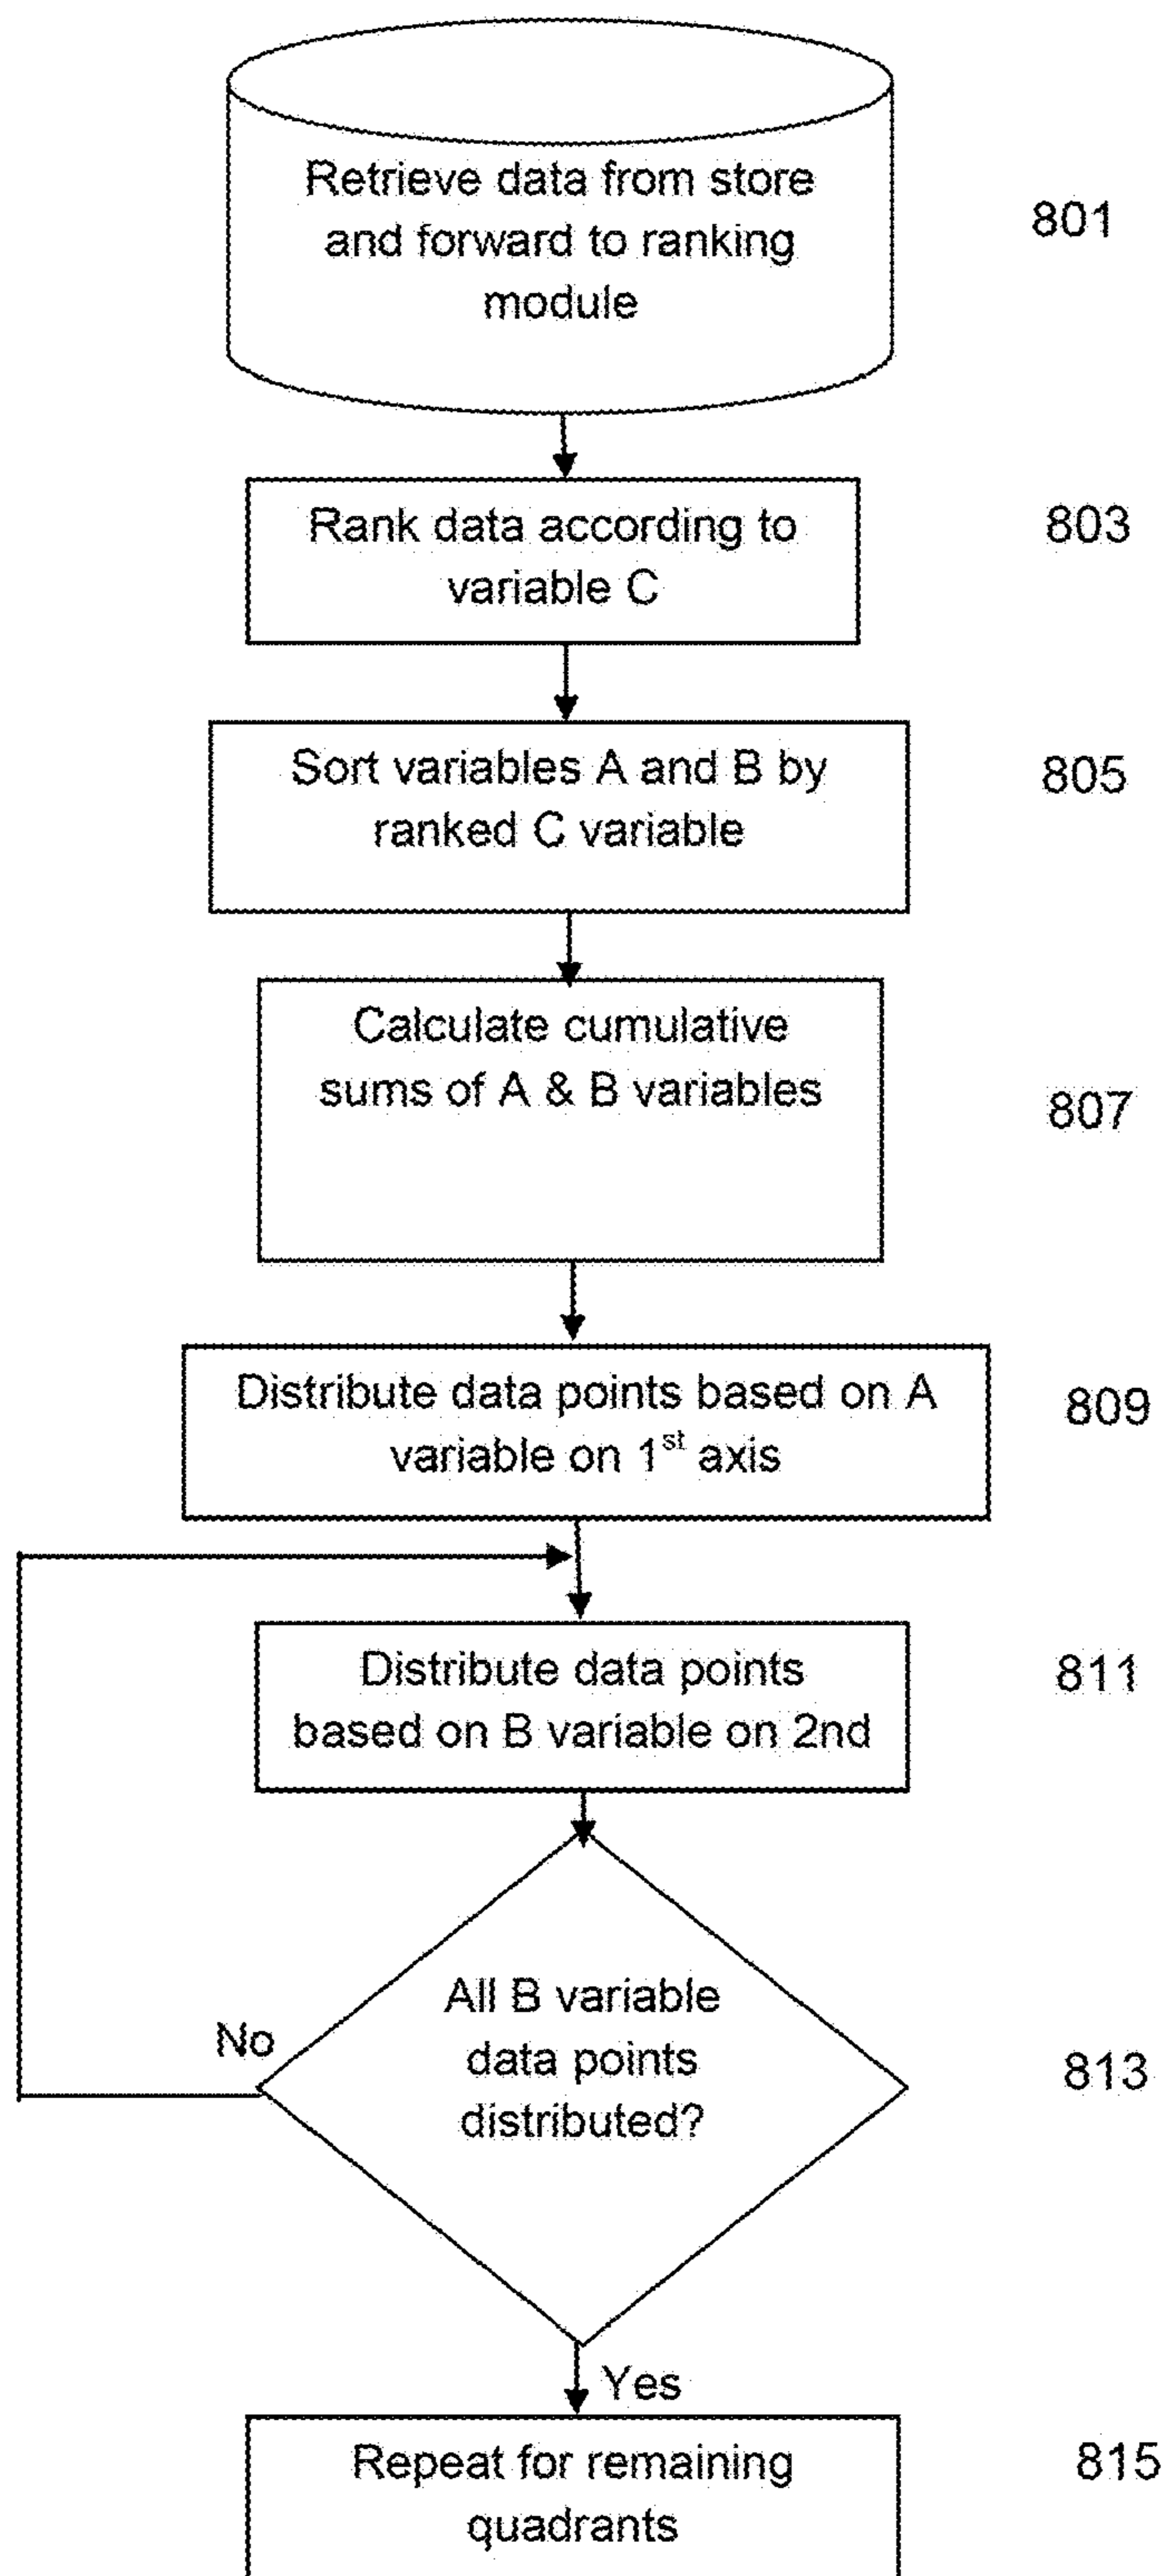 Retrieve data from store
and forward to ranking
module
801
Rank data according to
variable C
803
Sort variables A and B by
ranked C variable
805
Calculate cumulative
sums of A & B variables
807
Distribute data points based on A
variable on 1st axis
809
Distribute data points
based on B variable on 2nd
811
All B variable
data points
distributed?
813
No
Yes
Repeat for remaining
quadrants
815